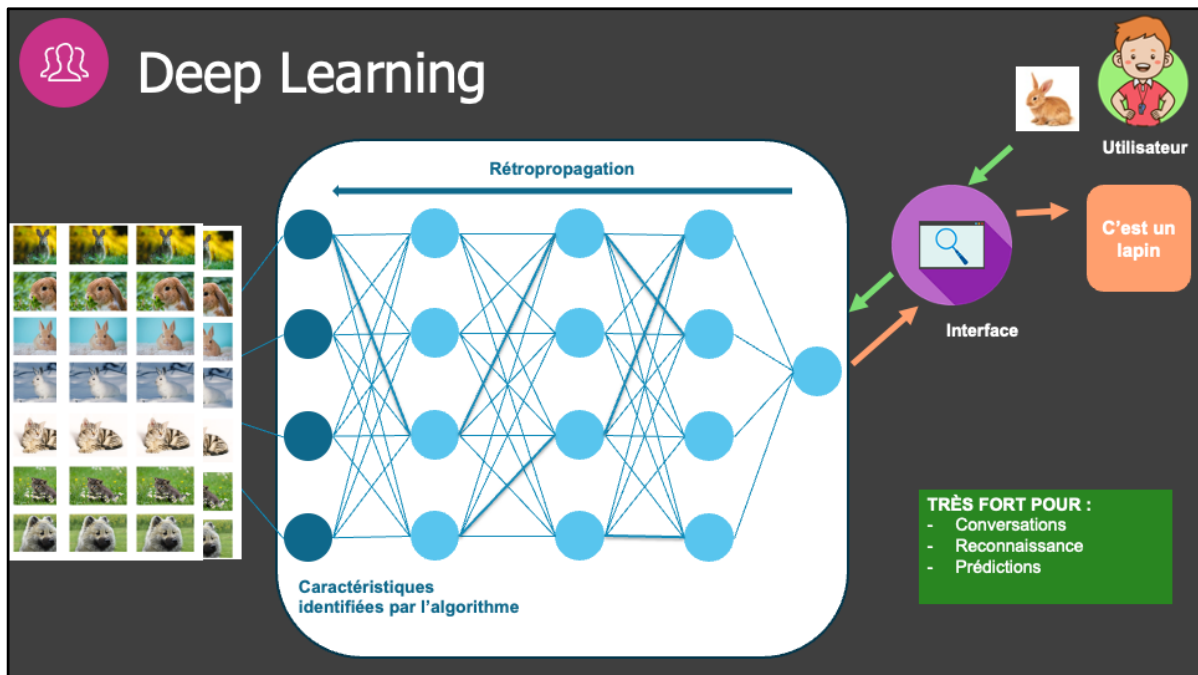 Deep Learning
Utilisateur
Rétropropagation
C’est un
lapin
Interface
TRÈS FORT POUR :
- Conversations
- Reconnaissance
- Prédictions
Caractéristiques
identifiées par l’algorithme